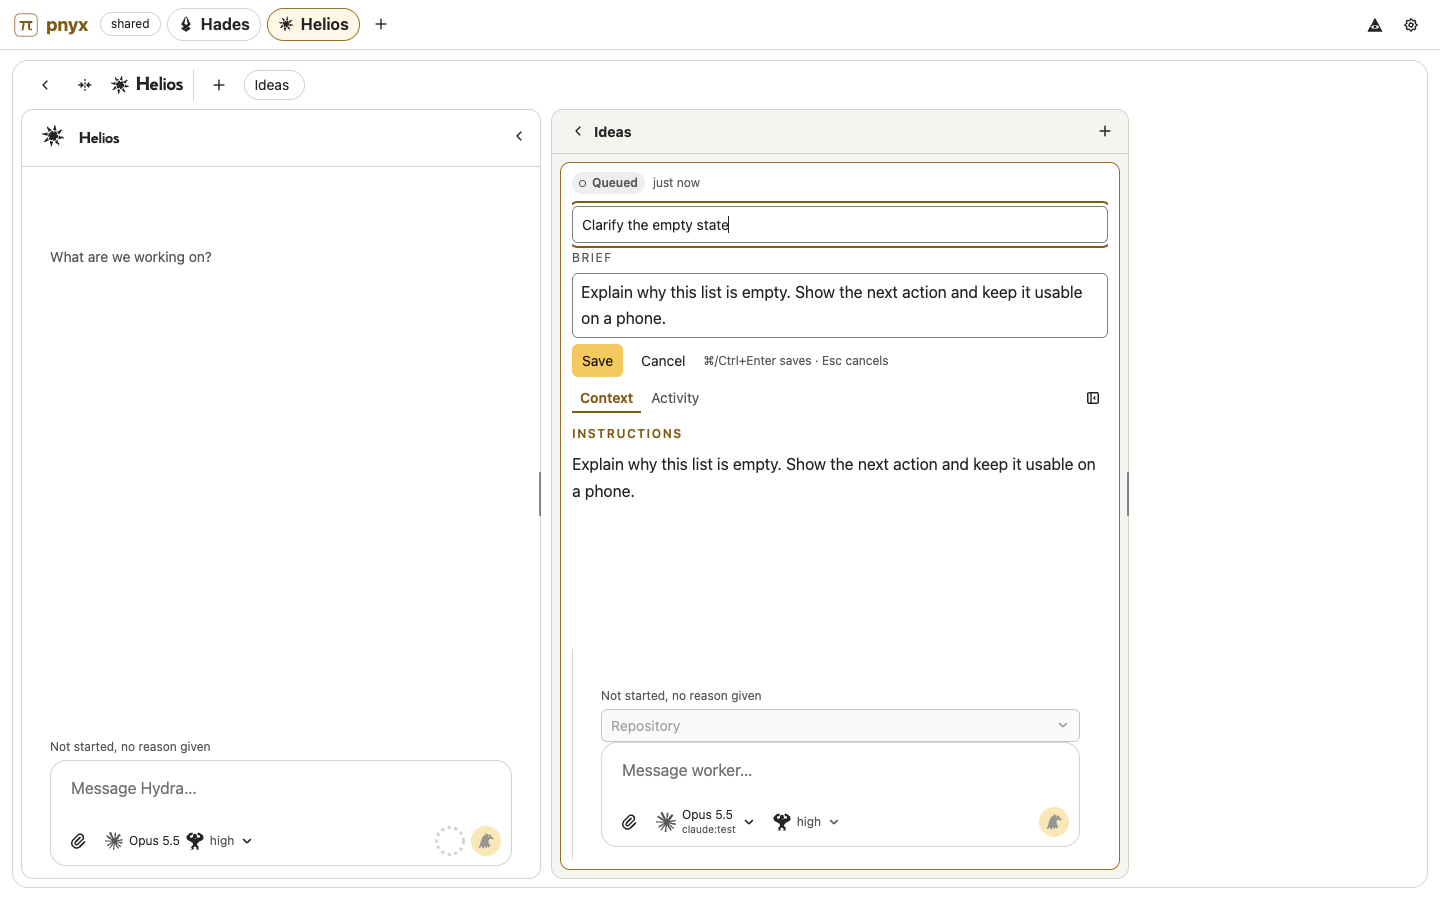 π pnyx shared Hades Helios
Helios Ideas
Helios
What are we working on?
Not started, no reason given
Message Hydra...
Opus 5.5 high
Ideas
Queued just now
Clarify the empty state
BRIEF
Explain why this list is empty. Show the next action and keep it usable
on a phone.
Save Cancel ⌘/Ctrl+Enter saves · Esc cancels
Context Activity
INSTRUCTIONS
Explain why this list is empty. Show the next action and keep it usable on
a phone.
Not started, no reason given
Repository
Message worker...
Opus 5.5 high
claude:test